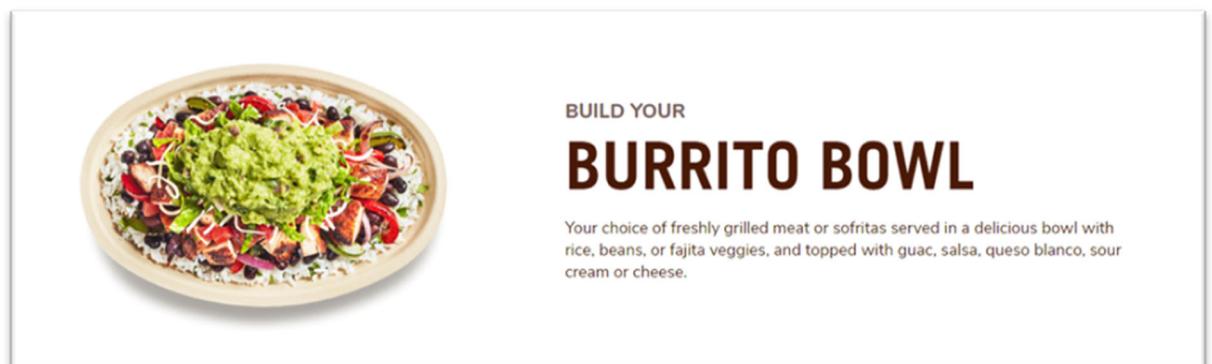 BUILD YOUR
BURRITO BOWL
Your choice of freshly grilled meat or sofritas served in a delicious bowl with
rice, beans, or fajita veggies, and topped with guac, salsa, queso blanco, sour
cream or cheese.